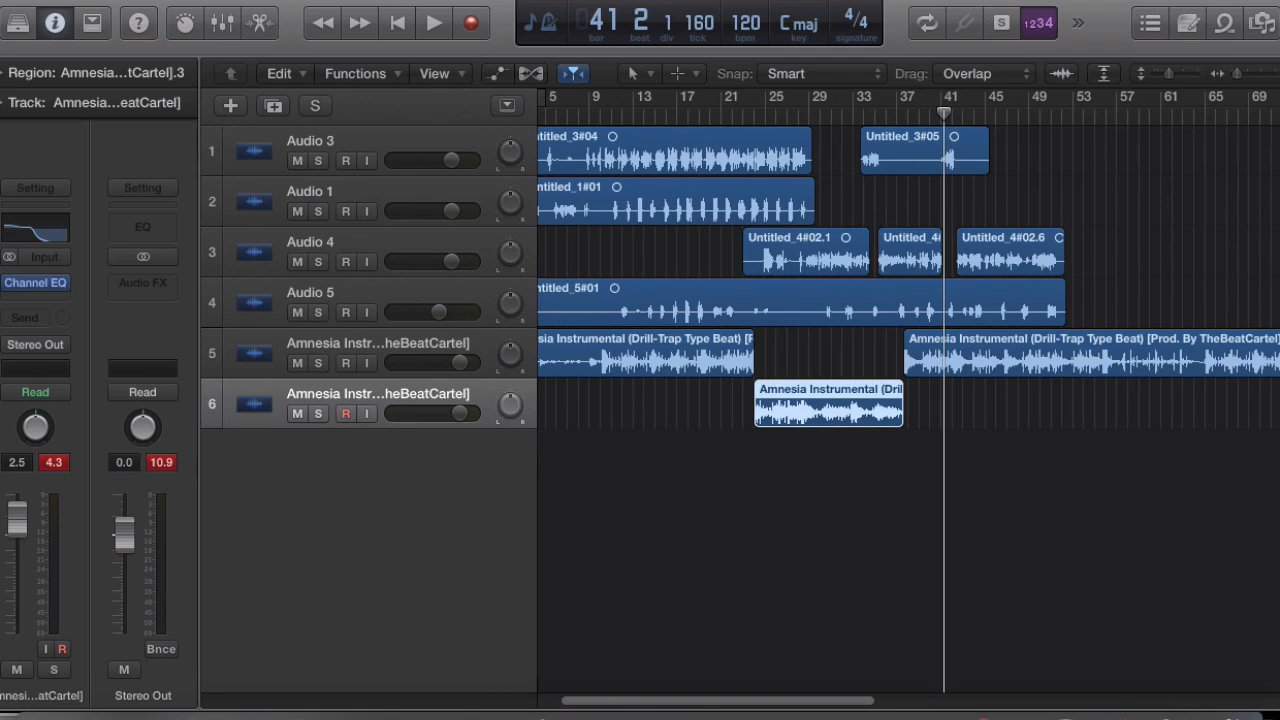 41 2 1 160 120 C maj 4/4
bar beat div tick bpm key signature
1234
Region: Amnesia...tCartel].3
Edit Functions View Snap: Smart Drag: Overlap
Track: Amnesia...eatCartel]
S
5 9 13 17 21 25 29 33 37 41 45 49 53 57 61 65 69
1 Audio 3
M S R I
ntitled_3#04
Untitled_3#05
2 Audio 1
M S R I
ntitled_1#01
3 Audio 4
M S R I
Untitled_4#02.1
Untitled_4#
Untitled_4#02.6
4 Audio 5
M S R I
ntitled_5#01
5 Amnesia Instr...heBeatCartel]
M S R I
sia Instrumental (Drill-Trap Type Beat) [P
Amnesia Instrumental (Drill-Trap Type Beat) [Prod. By TheBeatCartel]
6 Amnesia Instr...heBeatCartel]
M S R I
Amnesia Instrumental (Dril
Setting Setting
EQ
Input
Channel EQ Audio FX
Send
Stereo Out
Read Read
2.5 4.3 0.0 10.9
I R Bnce
M S M
mnesi...atCartel] Stereo Out